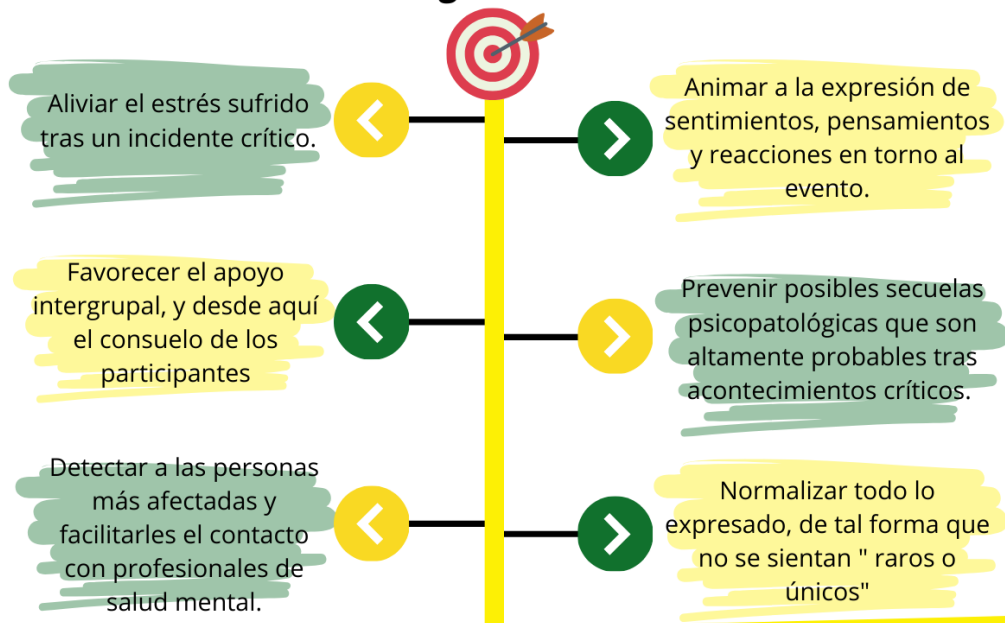 Aliviar el estrés sufrido
tras un incidente crítico.
Animar a la expresión de
sentimientos, pensamientos
y reacciones en torno al
evento.
Favorecer el apoyo
intergrupal, y desde aquí
el consuelo de los
participantes
Prevenir posibles secuelas
psicopatológicas que son
altamente probables tras
acontecimientos críticos.
Detectar a las personas
más afectadas y
facilitarles el contacto
con profesionales de
salud mental.
Normalizar todo lo
expresado, de tal forma que
no se sientan " raros o
únicos"